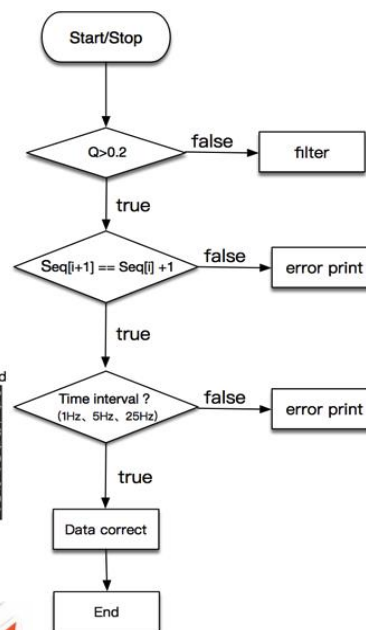 Start/Stop
Q>0.2
false
filter
true
Seq[i+1] == Seq[i] +1
false
error print
true
d
Time interval ?
(1Hz、5Hz、25Hz)
false
error print
true
Data correct
End